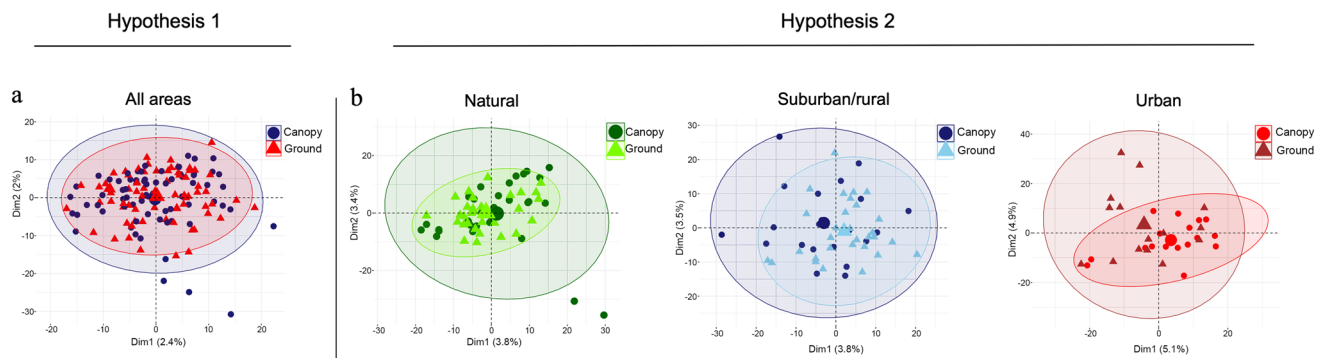 Hypothesis 1
Hypothesis 2
a
All areas
Canopy
Ground
20
10
0
-10
-20
-30
Dim2 (2%)
-20
-10
0
10
20
Dim1 (2.4%)
b
Natural
Canopy
Ground
20
0
-20
Dim2 (3.4%)
-20
-10
0
10
20
30
Dim1 (3.8%)
Suburban/rural
Canopy
Ground
30
20
10
0
-10
-20
Dim2 (3.5%)
-30
-20
-10
0
10
20
Dim1 (3.8%)
Urban
Canopy
Ground
40
20
0
-20
Dim2 (4.9%)
-20
0
20
Dim1 (5.1%)